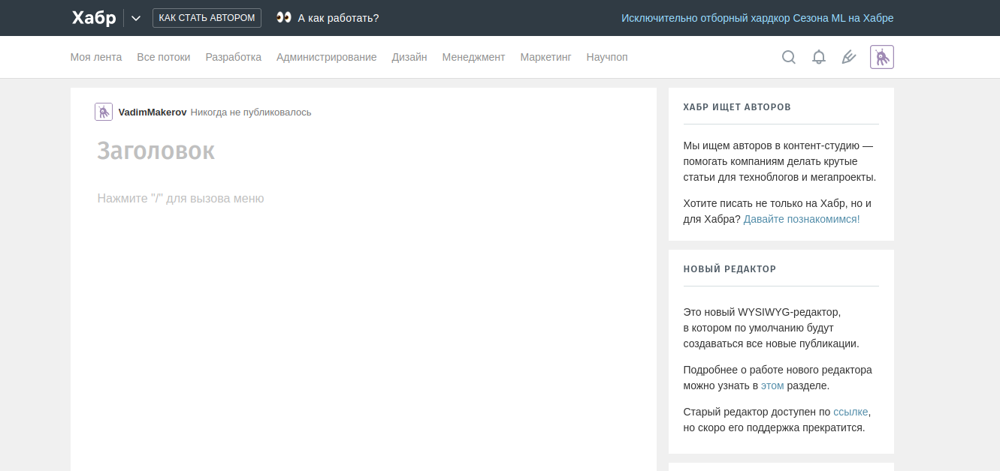 Хабр
КАК СТАТЬ АВТОРОМ
А как работать?
Исключительно отборный хардкор Сезона ML на Хабре
Моя лента Все потоки Разработка Администрирование Дизайн Менеджмент Маркетинг Научпоп
VadimMakerov Никогда не публиковалось
Заголовок
Нажмите "/" для вызова меню
ХАБР ИЩЕТ АВТОРОВ
Мы ищем авторов в контент-студию —
помогать компаниям делать крутые
статьи для техноблогов и мегапроекты.
Хотите писать не только на Хабр, но и
для Хабра? Давайте познакомимся!
НОВЫЙ РЕДАКТОР
Это новый WYSIWYG-редактор,
в котором по умолчанию будут
создаваться все новые публикации.
Подробнее о работе нового редактора
можно узнать в этом разделе.
Старый редактор доступен по ссылке,
но скоро его поддержка прекратится.